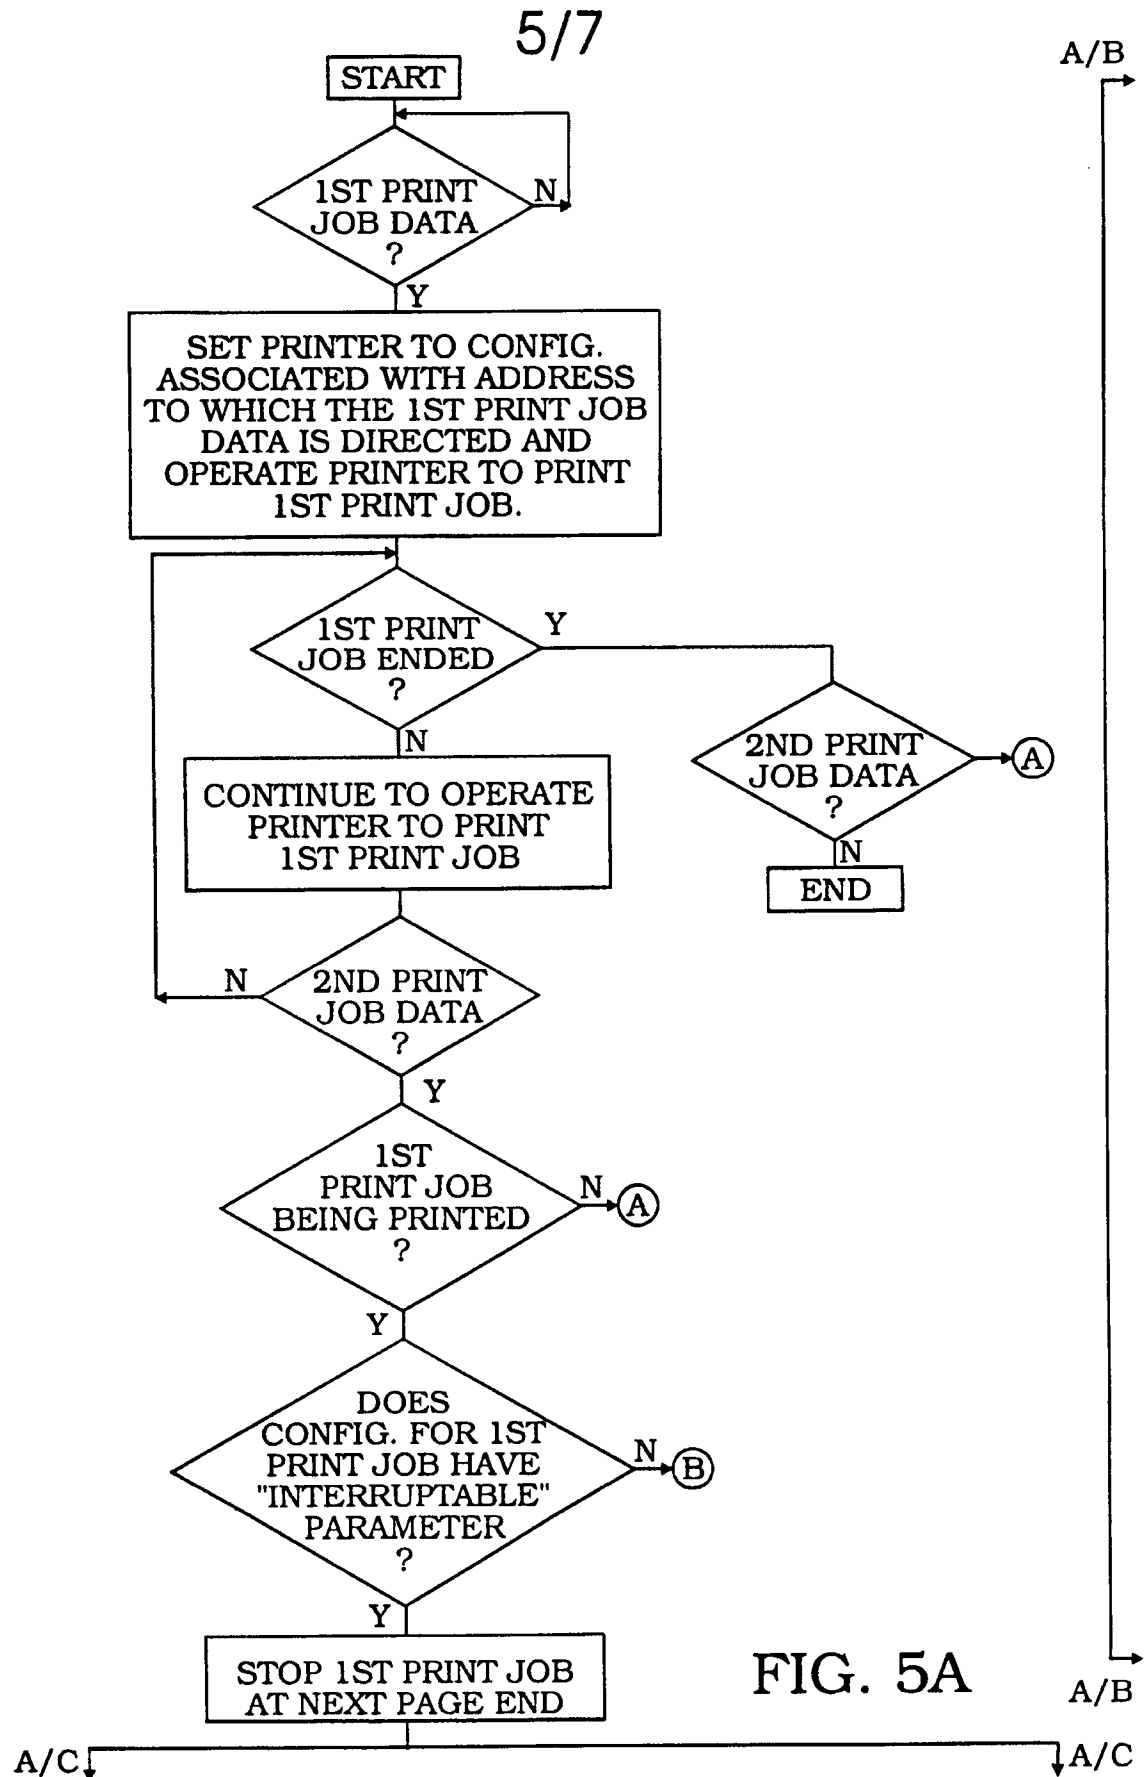 5/7
A/B
START
1ST PRINT
JOB DATA
?
N
Y
SET PRINTER TO CONFIG.
ASSOCIATED WITH ADDRESS
TO WHICH THE 1ST PRINT JOB
DATA IS DIRECTED AND
OPERATE PRINTER TO PRINT
1ST PRINT JOB.
1ST PRINT
JOB ENDED
?
Y
N
2ND PRINT
JOB DATA
?
A
N
END
CONTINUE TO OPERATE
PRINTER TO PRINT
1ST PRINT JOB
2ND PRINT
JOB DATA
?
N
Y
1ST
PRINT JOB
BEING PRINTED
?
N
A
Y
DOES
CONFIG. FOR 1ST
PRINT JOB HAVE
"INTERRUPTABLE"
PARAMETER
?
N
B
Y
STOP 1ST PRINT JOB
AT NEXT PAGE END
FIG. 5A
A/B
A/C
A/C